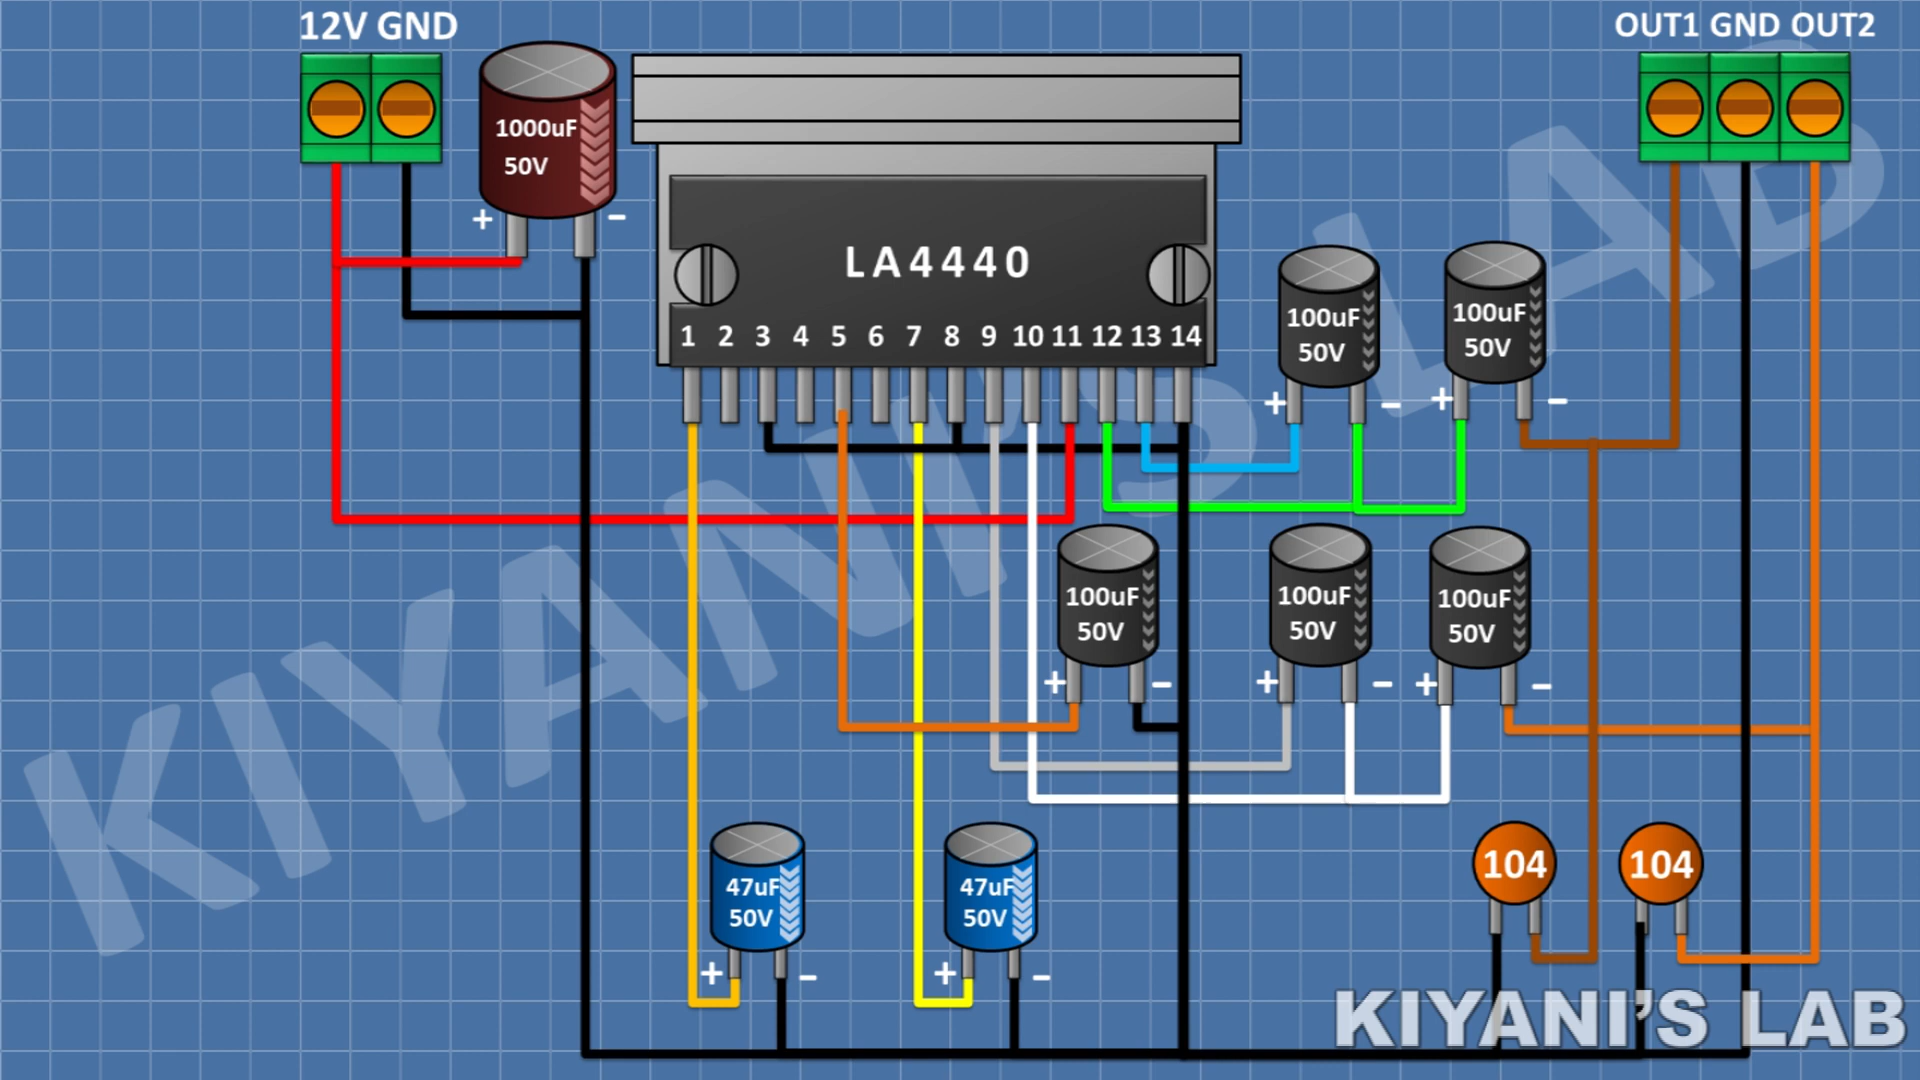 12V GND
OUT1 GND OUT2
1000uF
50V
+ −
LA4440
1 2 3 4 5 6 7 8 9 10 11 12 13 14
100uF
50V
+ −
100uF
50V
+ −
100uF
50V
+ −
100uF
50V
+ −
100uF
50V
+ −
47uF
50V
+ −
47uF
50V
+ −
104
104
KIYANI'S LAB
KIYANI'S LAB